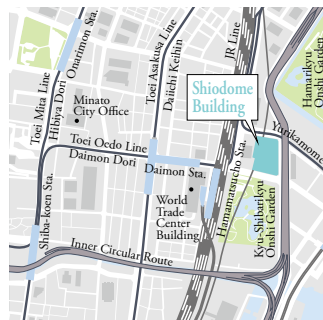 Toei Mita Line
Hibiya Dori
Onarimon Sta.
Toei Asakusa Line
Daiichi Keihin
JR Line
Hamarikyu
Onshi Garden
Shiodome
Building
Minato
City Office
Yurikamome
Toei Oedo Line
Daimon Dori
Daimon Sta.
Hamamatsucho Sta.
World
Trade
Center
Building
Kyu-Shibarikyu
Onshi Garden
Shiba-koen Sta.
Inner Circular Route